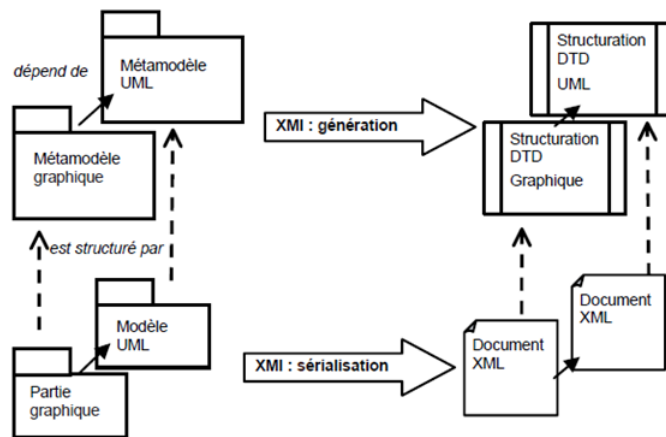 Métamodèle
UML
dépend de
Métamodèle
graphique
XMI : génération
Structuration
DTD
UML
Structuration
DTD
Graphique
est structuré par
Modèle
UML
Partie
graphique
XMI : sérialisation
Document
XML
Document
XML